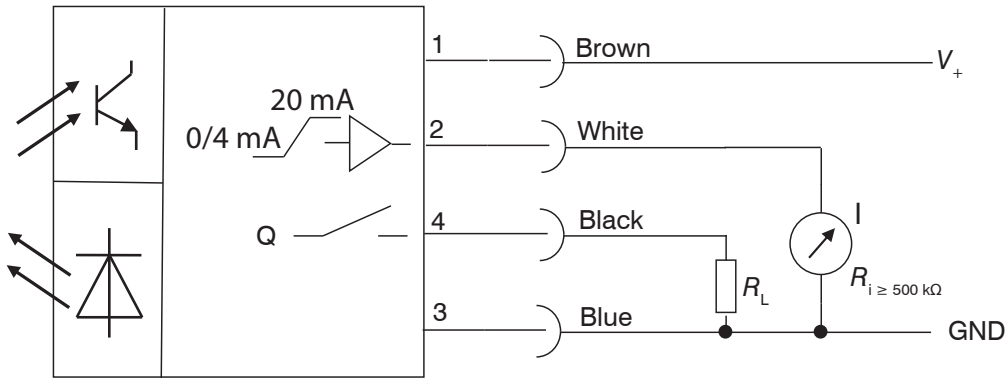 1
Brown
V+
20 mA
0/4 mA
2
White
I
Q
4
Black
RL
Ri ≥ 500 kΩ
3
Blue
GND